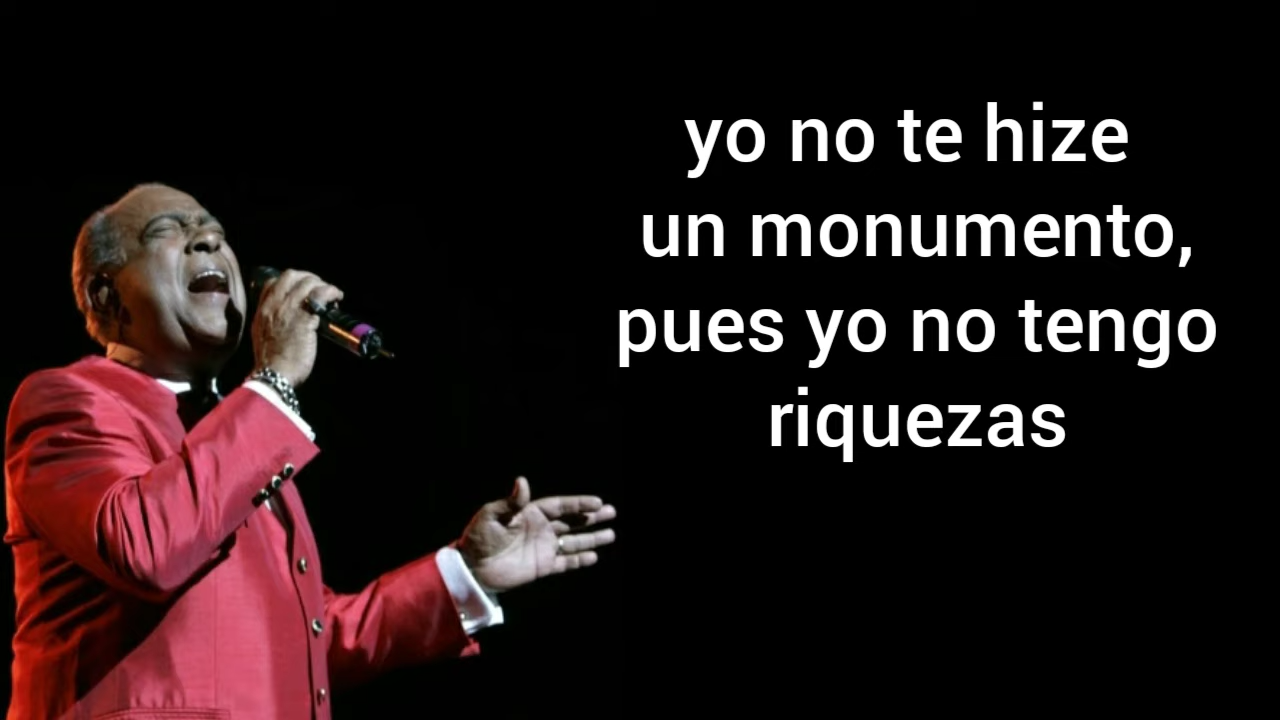 yo no te hize
un monumento,
pues yo no tengo
riquezas